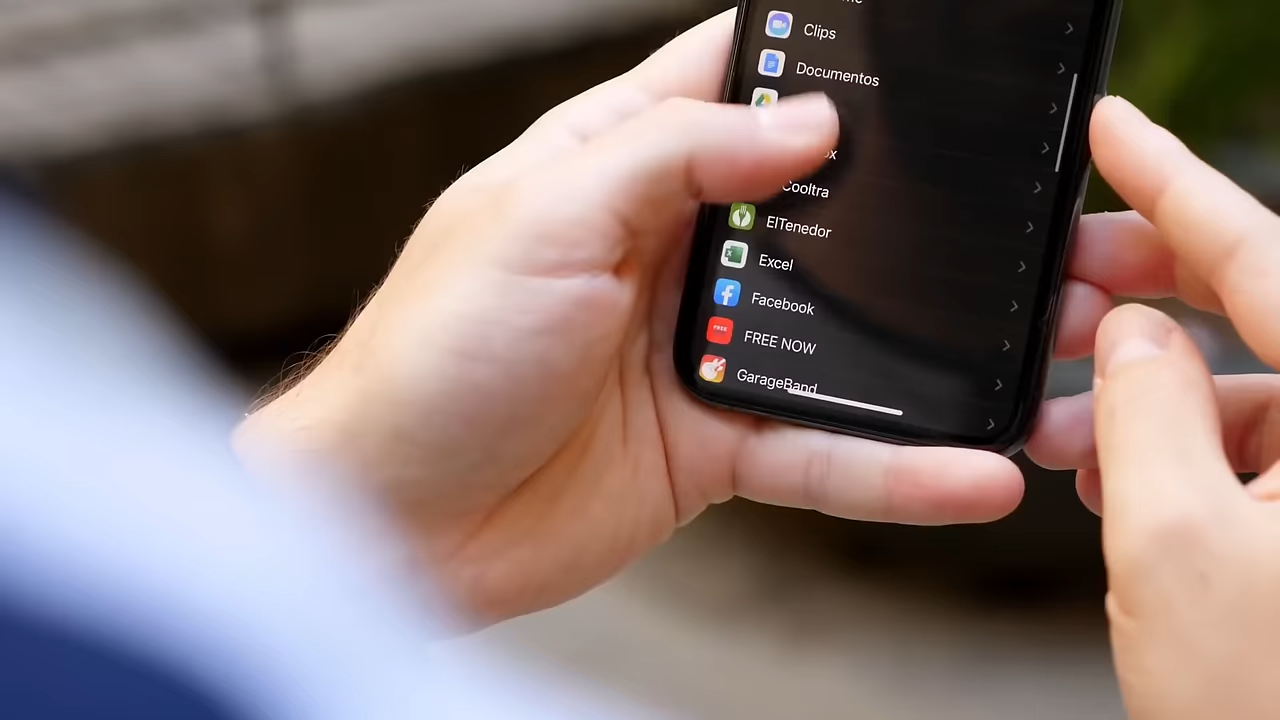 Clips
Documentos
Cooltra
ElTenedor
Excel
Facebook
FREE NOW
GarageBand